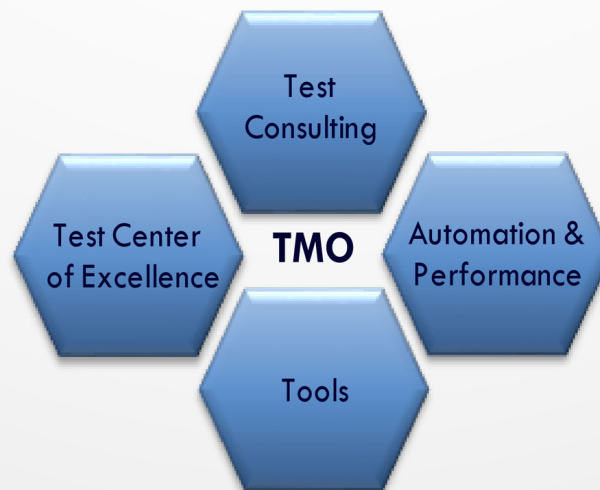 Test
Consulting
Test Center
of Excellence
TMO
Automation &
Performance
Tools